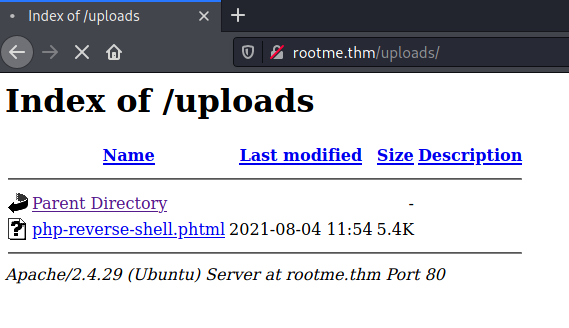 Index of /uploads
rootme.thm/uploads/
Index of /uploads
Name Last modified Size Description
Parent Directory -
php-reverse-shell.phtml 2021-08-04 11:54 5.4K
Apache/2.4.29 (Ubuntu) Server at rootme.thm Port 80